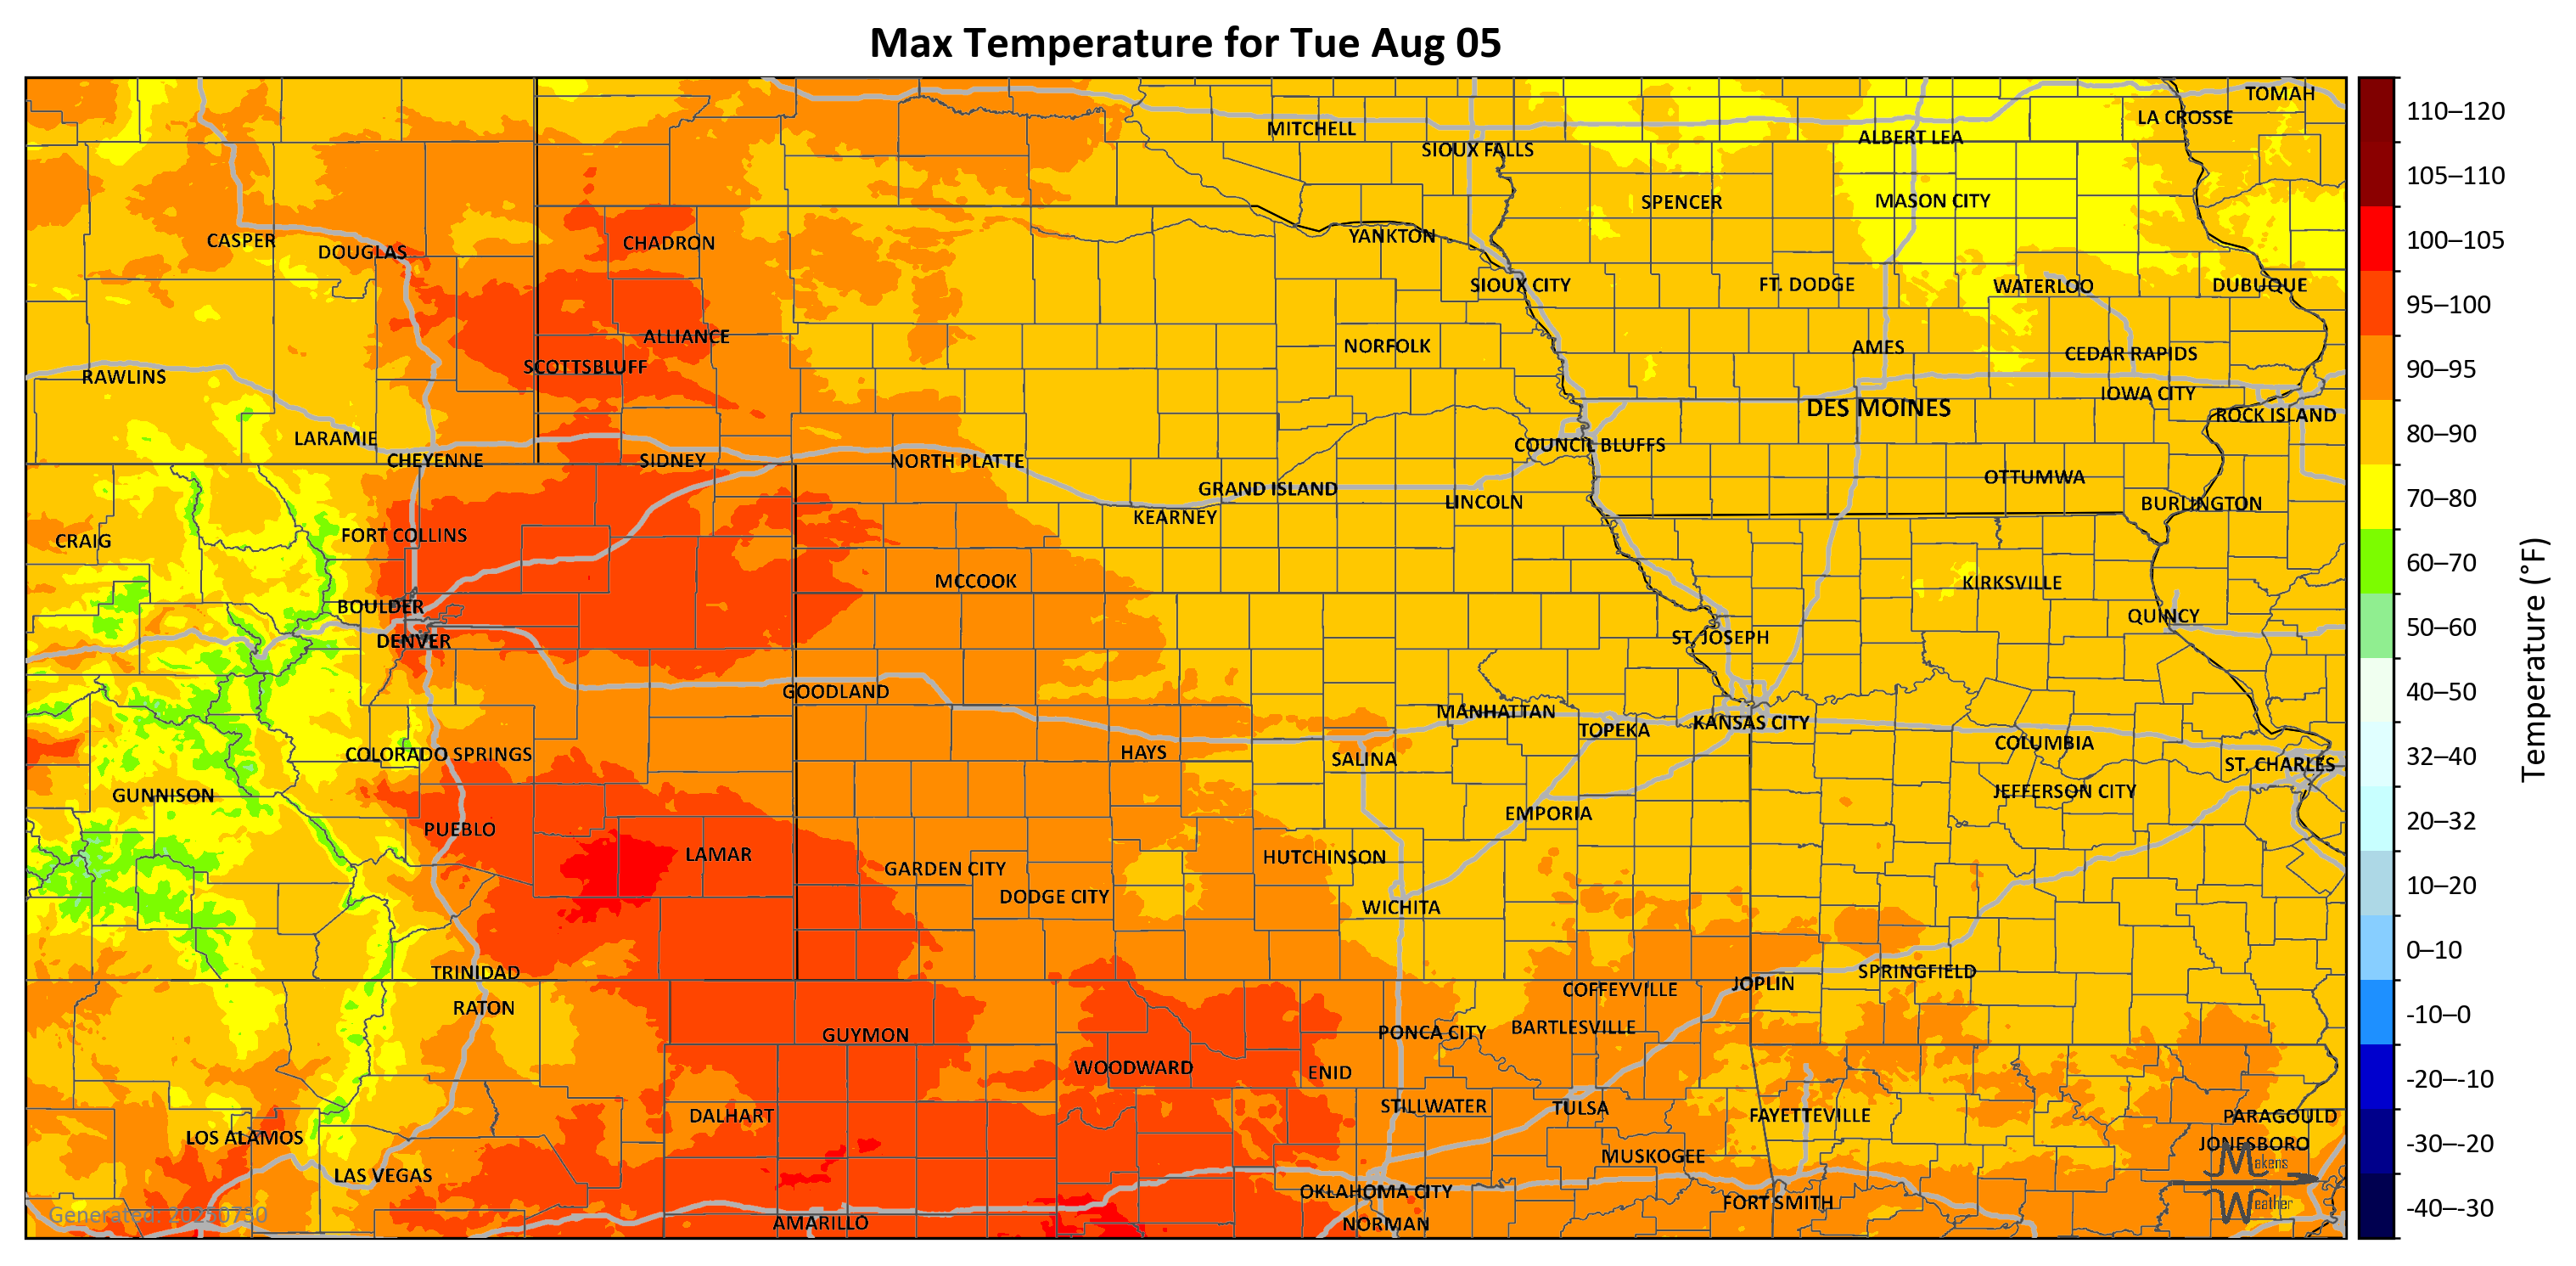 Max Temperature for Tue Aug 05
TOMAH
LA CROSSE
MITCHELL
ALBERT LEA
SIOUX FALLS
SPENCER
MASON CITY
CASPER
DOUGLAS
CHADRON
YANKTON
SIOUX CITY
FT. DODGE
WATERLOO
DUBUQUE
ALLIANCE
NORFOLK
AMES
CEDAR RAPIDS
RAWLINS
SCOTTSBLUFF
IOWA CITY
DES MOINES
ROCK ISLAND
LARAMIE
COUNCIL BLUFFS
CHEYENNE
SIDNEY
NORTH PLATTE
OTTUMWA
GRAND ISLAND
LINCOLN
BURLINGTON
KEARNEY
CRAIG
FORT COLLINS
MCCOOK
KIRKSVILLE
BOULDER
QUINCY
DENVER
ST. JOSEPH
GOODLAND
MANHATTAN
KANSAS CITY
TOPEKA
COLUMBIA
COLORADO SPRINGS
HAYS
SALINA
ST. CHARLES
GUNNISON
JEFFERSON CITY
EMPORIA
PUEBLO
LAMAR
HUTCHINSON
GARDEN CITY
DODGE CITY
WICHITA
TRINIDAD
SPRINGFIELD
JOPLIN
COFFEYVILLE
RATON
GUYMON
PONCA CITY
BARTLESVILLE
WOODWARD
ENID
DALHART
STILLWATER
TULSA
FAYETTEVILLE
PARAGOULD
LOS ALAMOS
JONESBORO
MUSKOGEE
LAS VEGAS
OKLAHOMA CITY
FORT SMITH
AMARILLO
NORMAN
Generated: 20250730
Makens
Weather
110–120
105–110
100–105
95–100
90–95
80–90
70–80
60–70
50–60
40–50
32–40
20–32
10–20
0–10
-10–0
-20–-10
-30–-20
-40–-30
Temperature (°F)